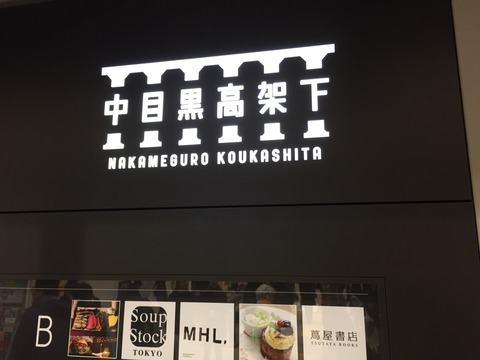 中目黒高架下
NAKAMEGURO KOUKASHITA
B
Soup
Stock
TOKYO
MHL.
蔦屋書店
TSUTAYA BOOKS